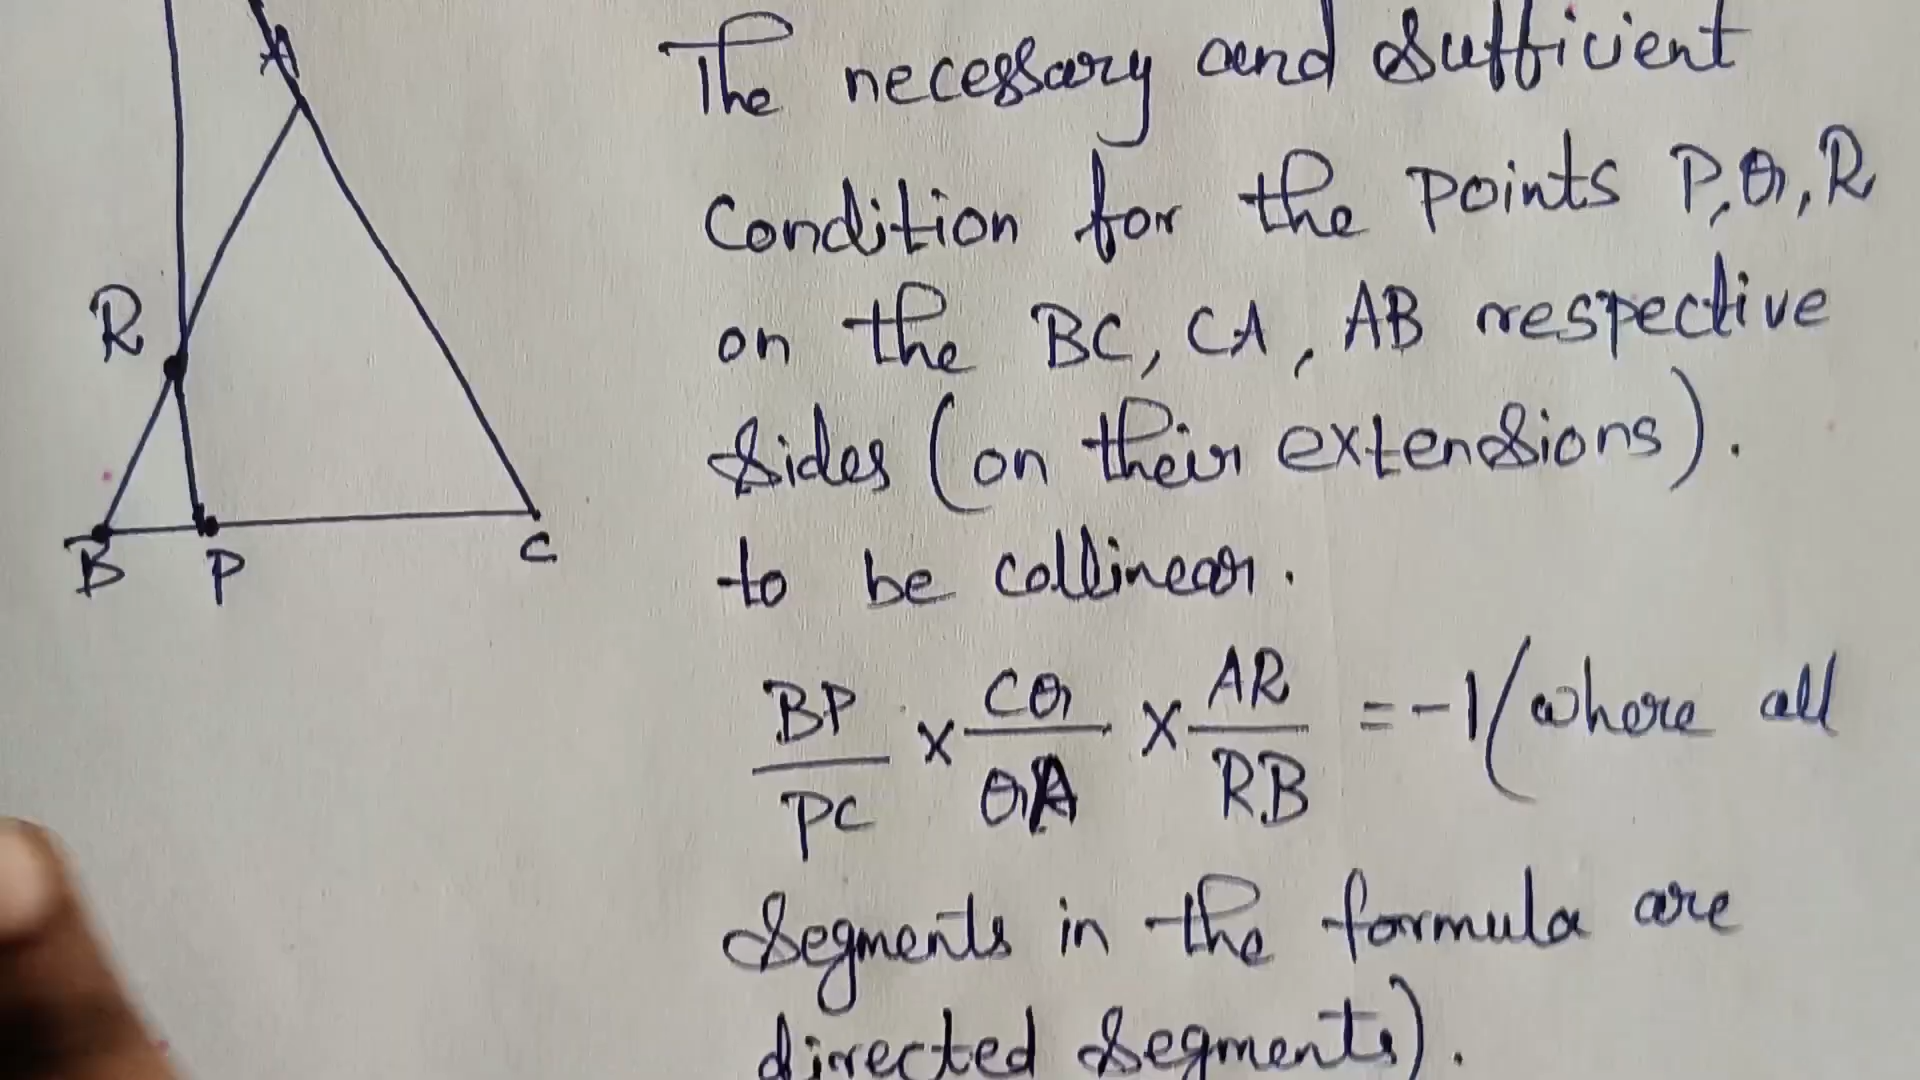 A
R
B P C
The necessary and sufficient
condition for the points P, Q, R
on the BC, CA, AB respective
sides (on their extensions).
to be collinear.
BP/PC × CQ/QA × AR/RB = -1 (where all
segments in the formula are
directed segments).